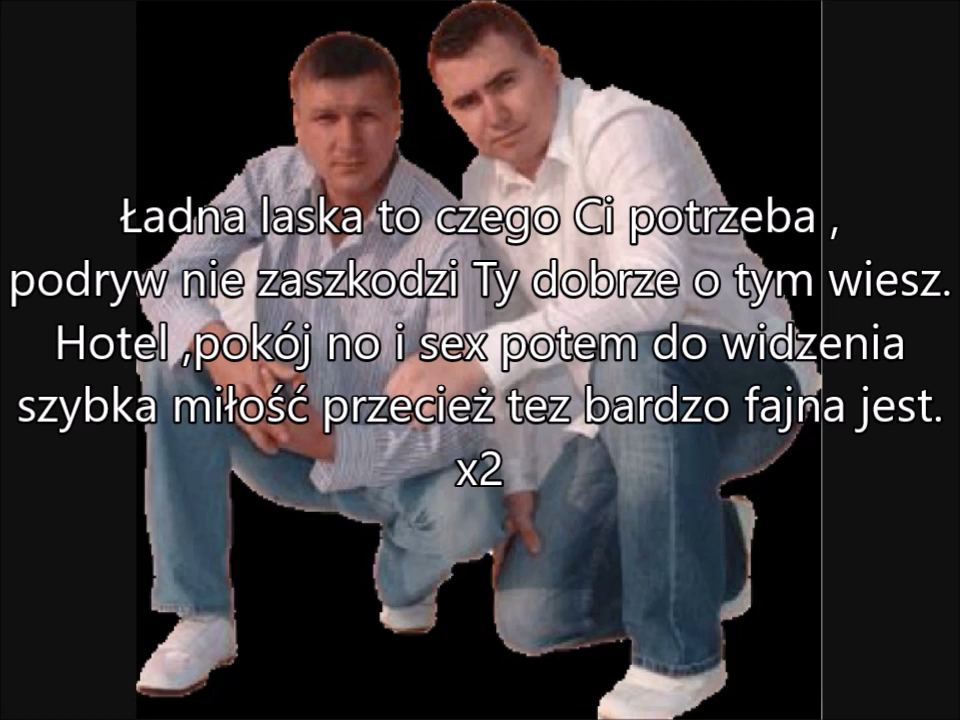 Ładna laska to czego Ci potrzeba ,
podryw nie zaszkodzi Ty dobrze o tym wiesz.
Hotel ,pokój no i sex potem do widzenia
szybka miłość przecież tez bardzo fajna jest.
x2